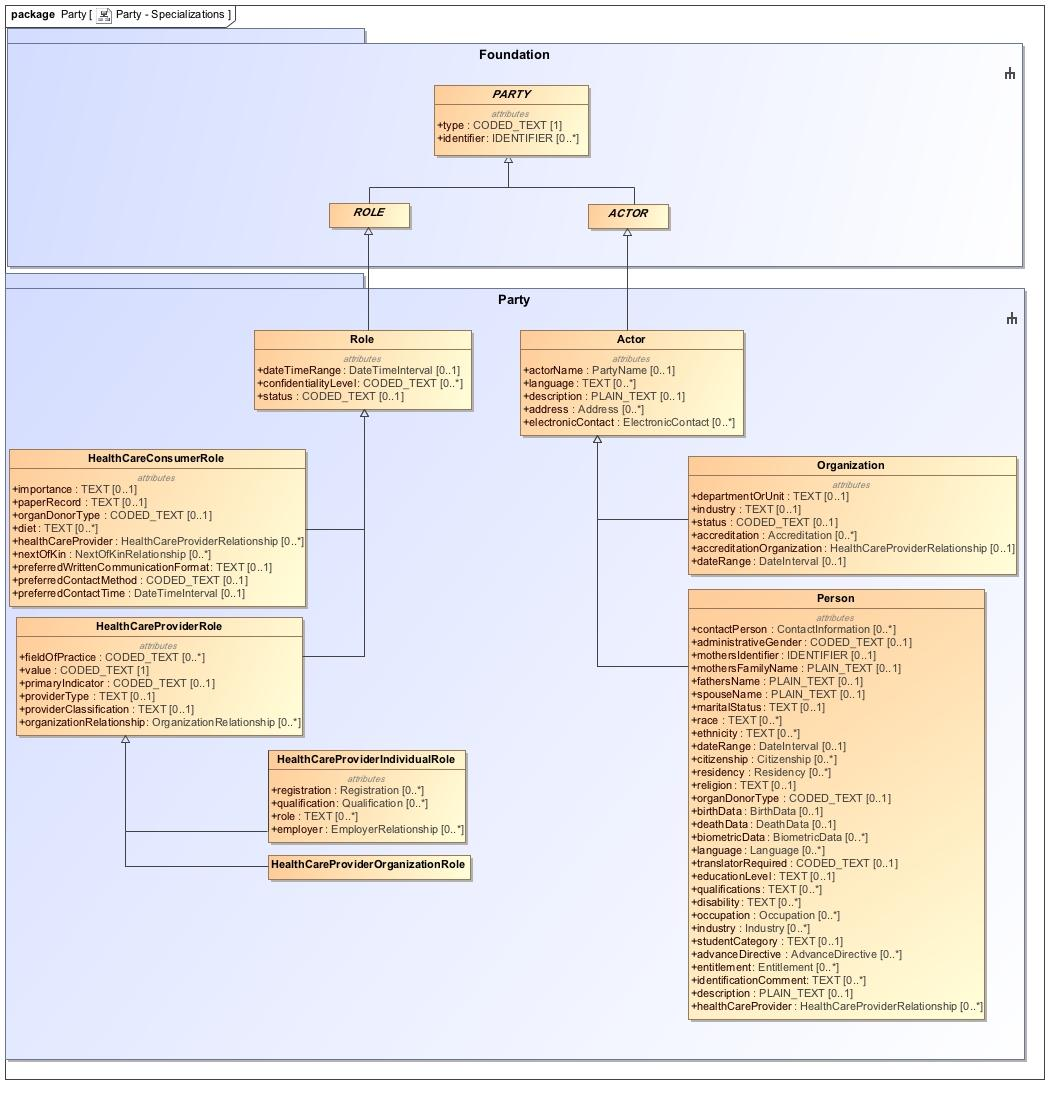 package Party [ Party - Specializations ]
Foundation
PARTY
attributes
+type : CODED_TEXT [1]
+identifier : IDENTIFIER [0..*]
ROLE
ACTOR
Party
Role
attributes
+dateTimeRange : DateTimeInterval [0..1]
+confidentialityLevel : CODED_TEXT [0..*]
+status : CODED_TEXT [0..1]
Actor
attributes
+actorName : PartyName [0..1]
+language : TEXT [0..*]
+description : PLAIN_TEXT [0..1]
+address : Address [0..*]
+electronicContact : ElectronicContact [0..*]
HealthCareConsumerRole
attributes
+importance : TEXT [0..1]
+paperRecord : TEXT [0..1]
+organDonorType : CODED_TEXT [0..1]
+diet : TEXT [0..*]
+healthCareProvider : HealthCareProviderRelationship [0..*]
+nextOfKin : NextOfKinRelationship [0..*]
+preferredWrittenCommunicationFormat : TEXT [0..1]
+preferredContactMethod : CODED_TEXT [0..1]
+preferredContactTime : DateTimeInterval [0..1]
Organization
attributes
+departmentOrUnit : TEXT [0..1]
+industry : TEXT [0..1]
+status : CODED_TEXT [0..1]
+accreditation : Accreditation [0..*]
+accreditationOrganization : HealthCareProviderRelationship [0..1]
+dateRange : DateInterval [0..1]
HealthCareProviderRole
attributes
+fieldOfPractice : CODED_TEXT [0..*]
+value : CODED_TEXT [1]
+primaryIndicator : CODED_TEXT [0..1]
+providerType : TEXT [0..1]
+providerClassification : TEXT [0..1]
+organizationRelationship : OrganizationRelationship [0..*]
Person
attributes
+contactPerson : ContactInformation [0..*]
+administrativeGender : CODED_TEXT [0..1]
+mothersIdentifier : IDENTIFIER [0..1]
+mothersFamilyName : PLAIN_TEXT [0..1]
+fathersName : PLAIN_TEXT [0..1]
+spouseName : PLAIN_TEXT [0..1]
+maritalStatus : TEXT [0..1]
+race : TEXT [0..*]
+ethnicity : TEXT [0..*]
+dateRange : DateInterval [0..1]
+citizenship : Citizenship [0..*]
+residency : Residency [0..*]
+religion : TEXT [0..1]
+organDonorType : CODED_TEXT [0..1]
+birthData : BirthData [0..1]
+deathData : DeathData [0..1]
+biometricData : BiometricData [0..*]
+language : Language [0..*]
+translatorRequired : CODED_TEXT [0..1]
+educationLevel : TEXT [0..1]
+qualifications : TEXT [0..*]
+disability : TEXT [0..*]
+occupation : Occupation [0..*]
+industry : Industry [0..*]
+studentCategory : TEXT [0..1]
+advanceDirective : AdvanceDirective [0..*]
+entitlement : Entitlement [0..*]
+identificationComment : TEXT [0..*]
+description : PLAIN_TEXT [0..1]
+healthCareProvider : HealthCareProviderRelationship [0..*]
HealthCareProviderIndividualRole
attributes
+registration : Registration [0..*]
+qualification : Qualification [0..*]
+role : TEXT [0..*]
+employer : EmployerRelationship [0..*]
HealthCareProviderOrganizationRole